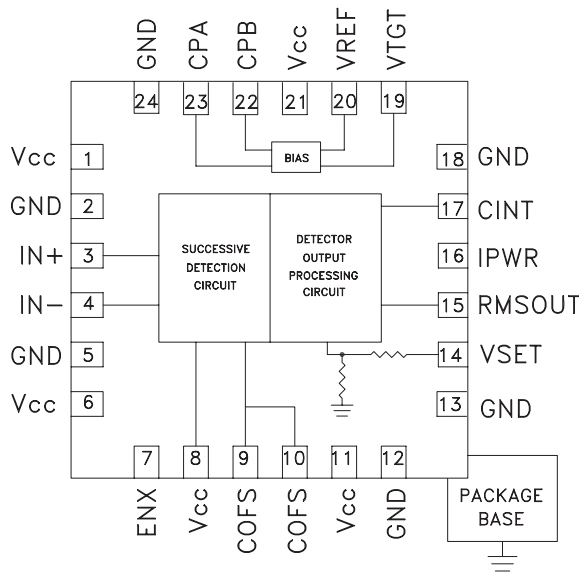 GND CPA CPB Vcc VREF VTGT
24 23 22 21 20 19
BIAS
Vcc 1
18 GND
GND 2
17 CINT
IN+ 3
16 IPWR
IN− 4
15 RMSOUT
GND 5
14 VSET
Vcc 6
13 GND
SUCCESSIVE
DETECTION
CIRCUIT
DETECTOR
OUTPUT
PROCESSING
CIRCUIT
7 8 9 10 11 12
ENX Vcc COFS COFS Vcc GND
PACKAGE
BASE